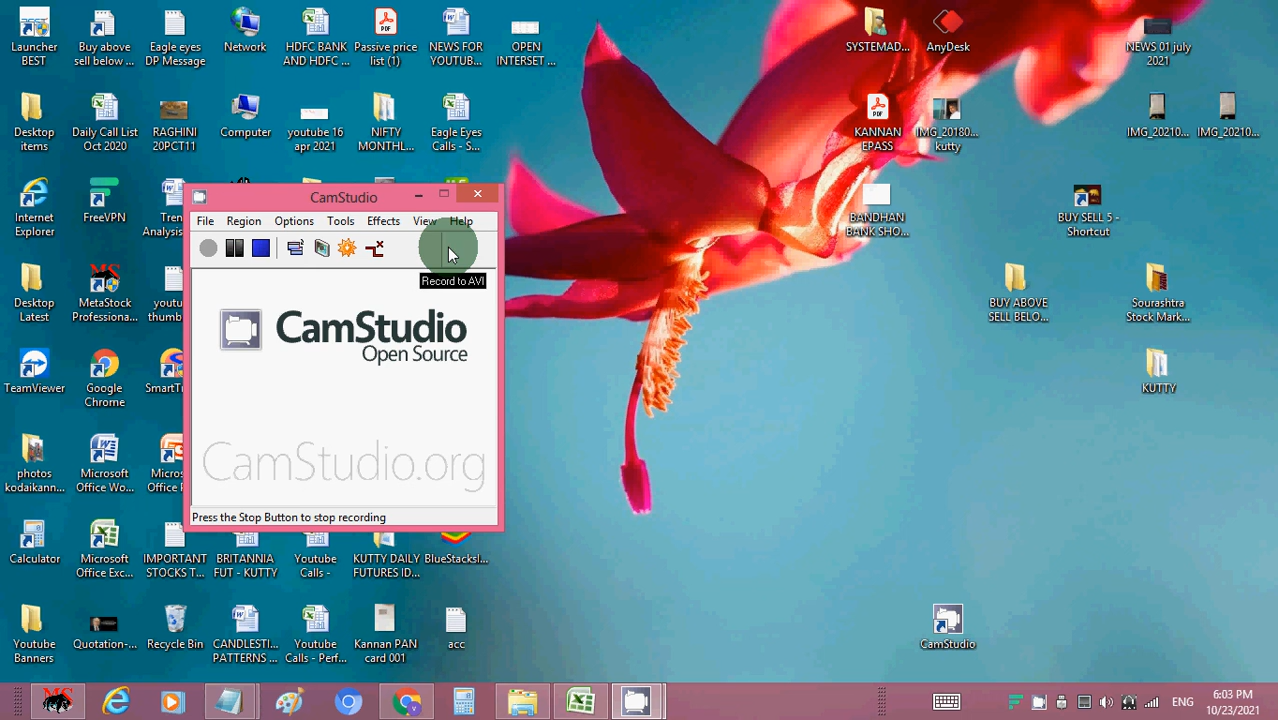 Launcher
BEST
Buy above
sell below ...
Eagle eyes
DP Message
Network
HDFC BANK
AND HDFC ...
Passive price
list (1)
NEWS FOR
YOUTUB...
OPEN
INTERSET ...
SYSTEMAD...
AnyDesk
NEWS 01 july
2021
Desktop
items
Daily Call List
Oct 2020
RAGHINI
20PCT11
Computer
youtube 16
apr 2021
NIFTY
MONTHL...
Eagle Eyes
Calls - S...
KANNAN
EPASS
IMG_20180...
kutty
IMG_20210...
IMG_20210...
Internet
Explorer
FreeVPN
Tren
Analysis
BANDHAN
BANK SHO...
BUY SELL 5 -
Shortcut
CamStudio
File Region Options Tools Effects View Help
Record to AVI
CamStudio
Open Source
CamStudio.org
Press the Stop Button to stop recording
Desktop
Latest
MetaStock
Professiona...
youtu
thumb
BUY ABOVE
SELL BELO...
Sourashtra
Stock Mark...
TeamViewer
Google
Chrome
SmartT
KUTTY
photos
kodaikann...
Microsoft
Office Wo...
Micros
Office
Calculator
Microsoft
Office Exc...
IMPORTANT
STOCKS T...
BRITANNIA
FUT - KUTTY
Youtube
Calls -
KUTTY DAILY
FUTURES ID...
BlueStacksI...
Youtube
Banners
Quotation-...
Recycle Bin
CANDLESTI...
PATTERNS ...
Youtube
Calls - Perf...
Kannan PAN
card 001
acc
CamStudio
ENG
6:03 PM
10/23/2021